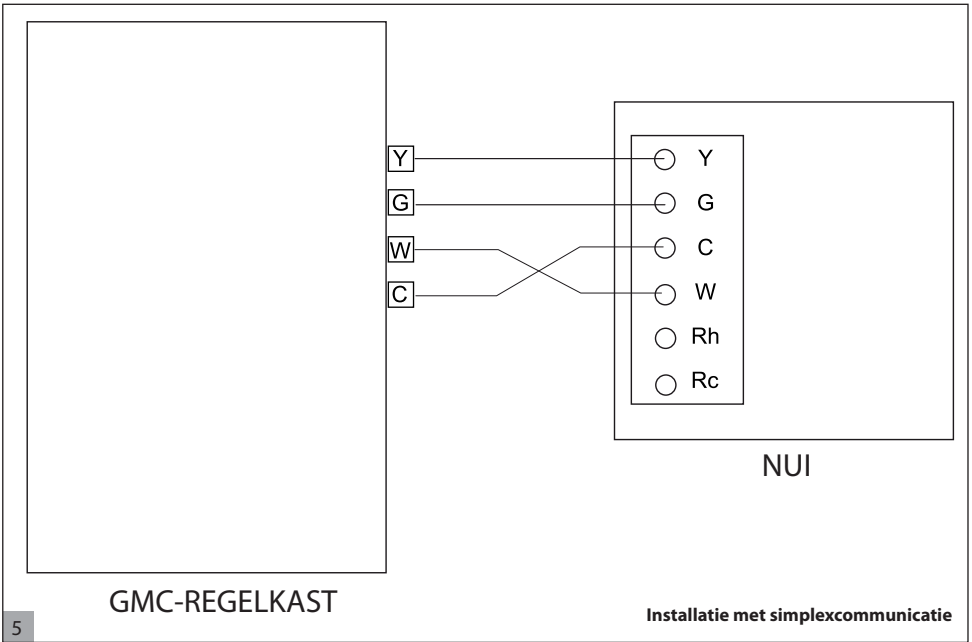 Y
G
W
C
Y
G
C
W
Rh
Rc
NUI
GMC-REGELKAST
Installatie met simplexcommunicatie
5